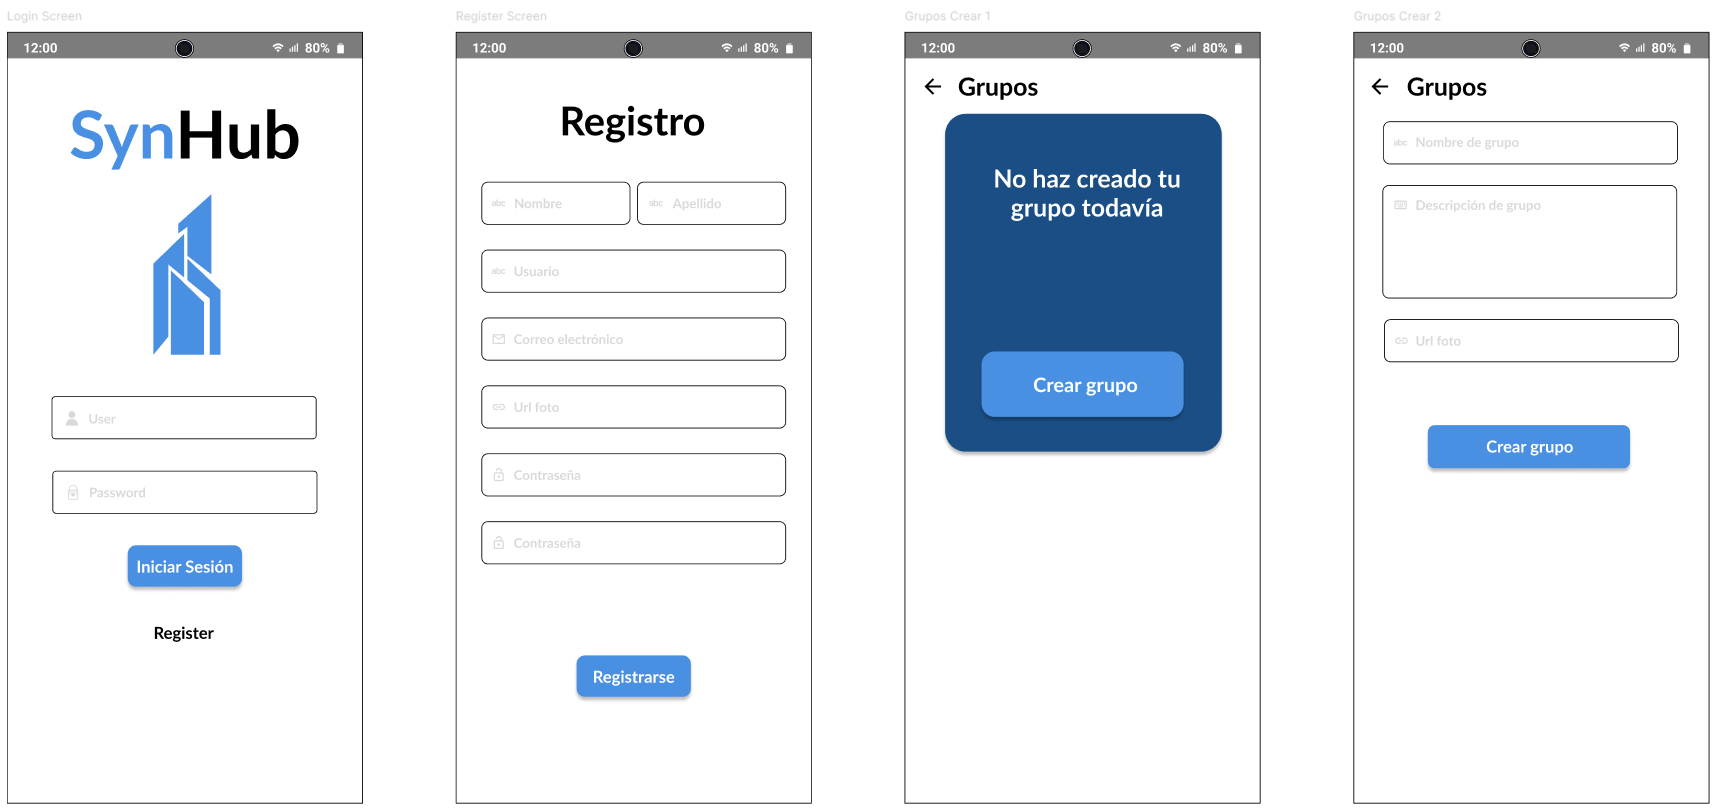 Login Screen
12:00
80%
SynHub
User
Password
Iniciar Sesión
Register
Register Screen
12:00
80%
Registro
abc Nombre
abc Apellido
abc Usuario
Correo electrónico
Url foto
Contraseña
Contraseña
Registrarse
Grupos Crear 1
12:00
80%
Grupos
No haz creado tu
grupo todavía
Crear grupo
Grupos Crear 2
12:00
80%
Grupos
abc Nombre de grupo
Descripción de grupo
Url foto
Crear grupo